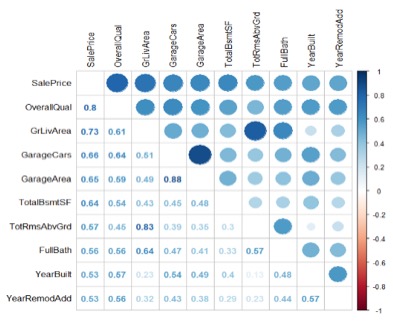 SalePrice OverallQual GrLivArea GarageCars GarageArea TotalBsmtSF TotRmsAbvGrd FullBath YearBuilt YearRemodAdd
SalePrice
OverallQual 0.8
GrLivArea 0.73 0.61
GarageCars 0.66 0.64 0.51
GarageArea 0.65 0.59 0.49 0.88
TotalBsmtSF 0.64 0.54 0.43 0.45 0.48
TotRmsAbvGrd 0.57 0.46 0.83 0.39 0.35 0.3
FullBath 0.56 0.56 0.64 0.47 0.41 0.33 0.57
YearBuilt 0.53 0.57 0.23 0.54 0.49 0.4 0.13 0.48
YearRemodAdd 0.53 0.56 0.32 0.43 0.38 0.29 0.23 0.44 0.57
1
0.8
0.6
0.4
0.2
0
-0.2
-0.4
-0.6
-0.8
-1